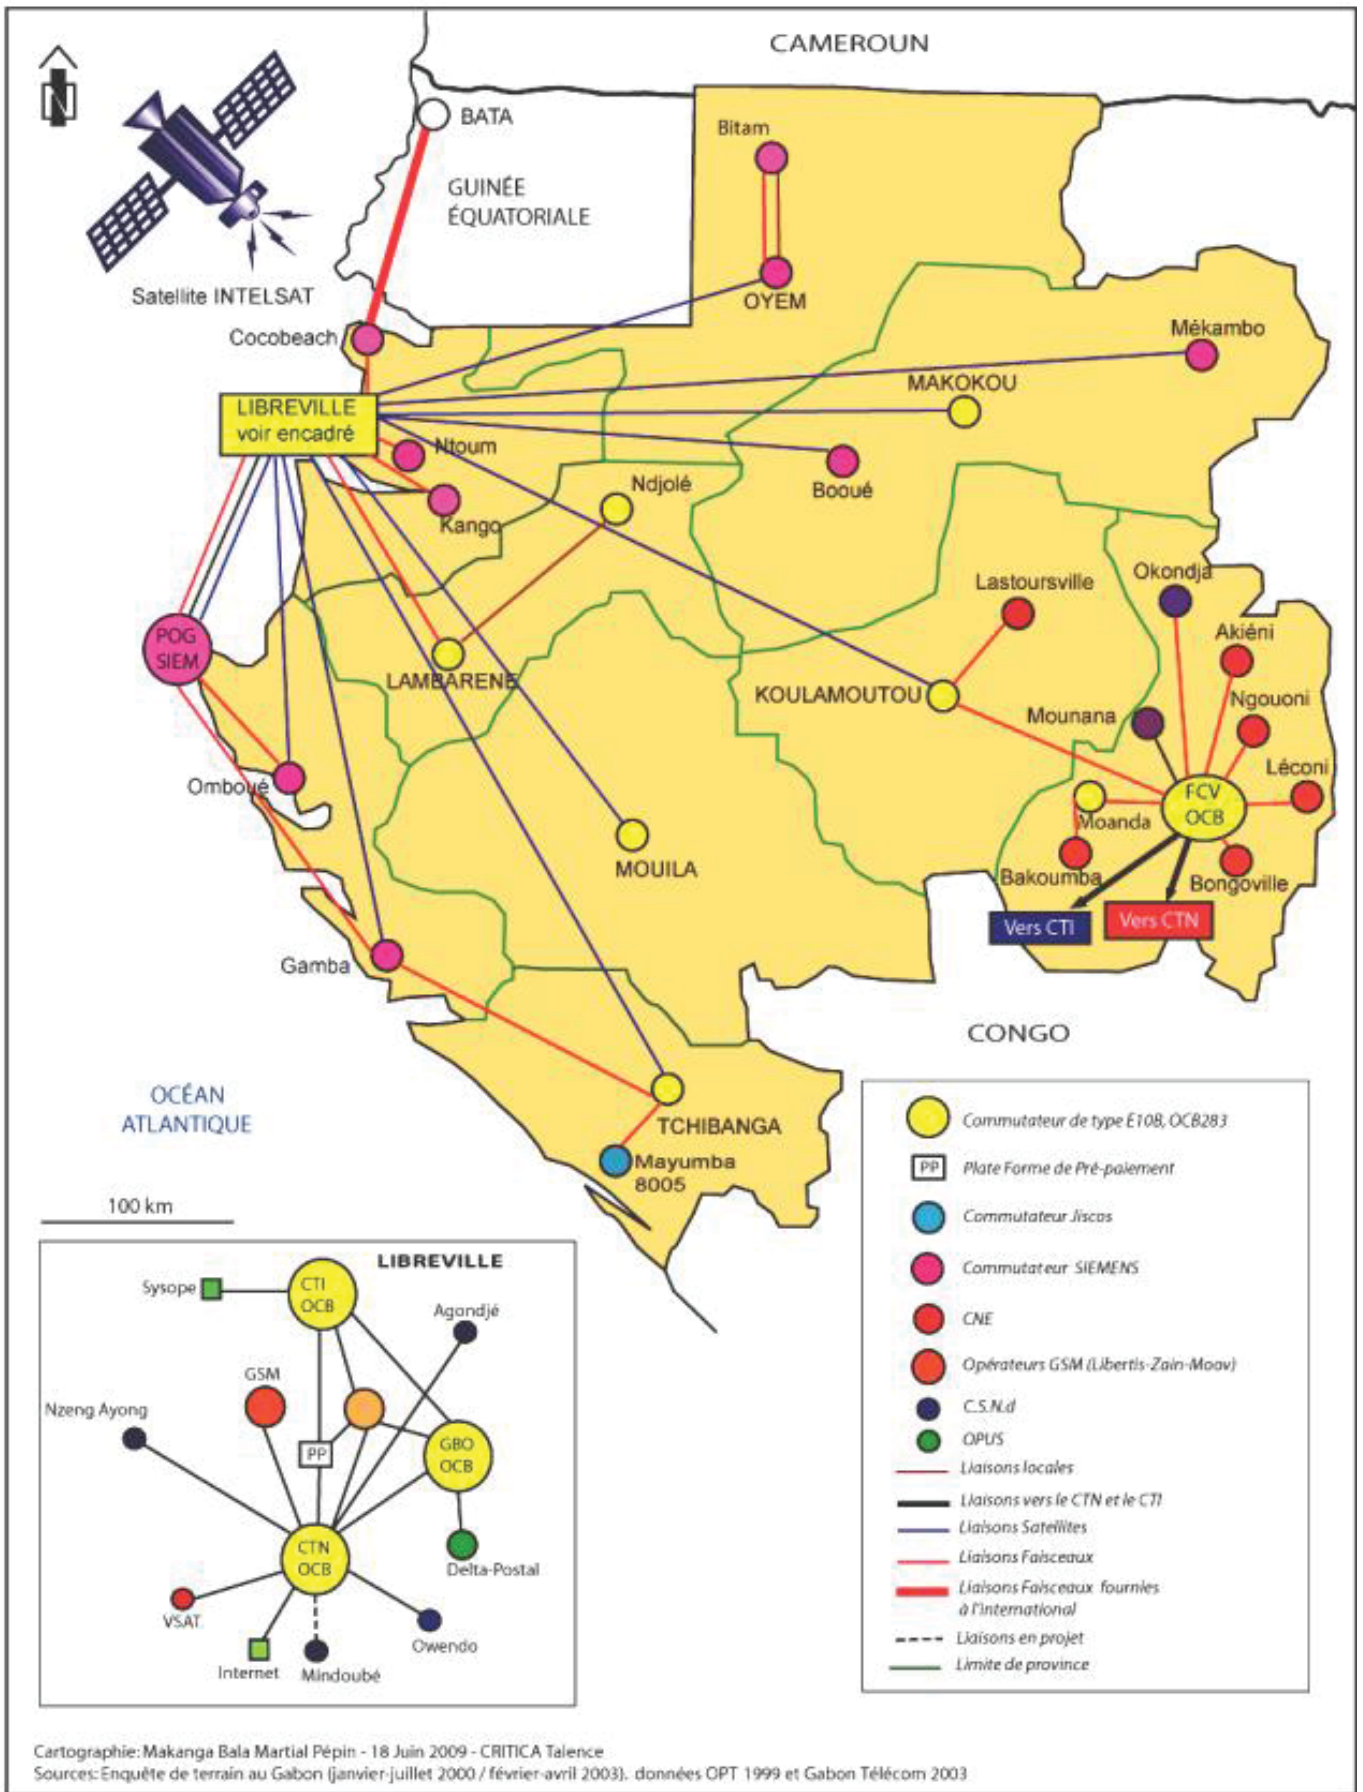 CAMEROUN
N
BATA
Bitam
GUINÉE
ÉQUATORIALE
Satellite INTELSAT
OYEM
Cocobeach
Mékambo
MAKOKOU
LIBREVILLE
voir encadré
Ntoum
Kango
Ndjolé
Booué
Lastoursville
Okondja
Akiéni
POG
SIEM
LAMBARENE
KOULAMOUTOU
Mounana
Ngouoni
Léconi
Omboué
FCV
OCB
Moanda
MOUILA
Bakoumba
Bongoville
Vers CTI
Vers CTN
Gamba
CONGO
OCÉAN
ATLANTIQUE
TCHIBANGA
Mayumba
8005
100 km
LIBREVILLE
Sysope
CTI
OCB
Agondjé
GSM
Nzeng Ayong
PP
GBO
OCB
CTN
OCB
Delta-Postal
VSAT
Owendo
Internet
Mindoubé
Commutateur de type E10B, OCB283
PP
Plate Forme de Pré-paiement
Commutateur Jiscos
Commutateur SIEMENS
CNE
Opérateurs GSM (Libertis-Zain-Moov)
C.S.N.d
OPUS
Liaisons locales
Liaisons vers le CTN et le CTI
Liaisons Satellites
Liaisons Faisceaux
Liaisons Faisceaux fournies
à l'international
Liaisons en projet
Limite de province
Cartographie: Makanga Bala Martial Pépin - 18 Juin 2009 - CRITICA Talence
Sources: Enquête de terrain au Gabon (janvier-juillet 2000 / février-avril 2003). données OPT 1999 et Gabon Télécom 2003